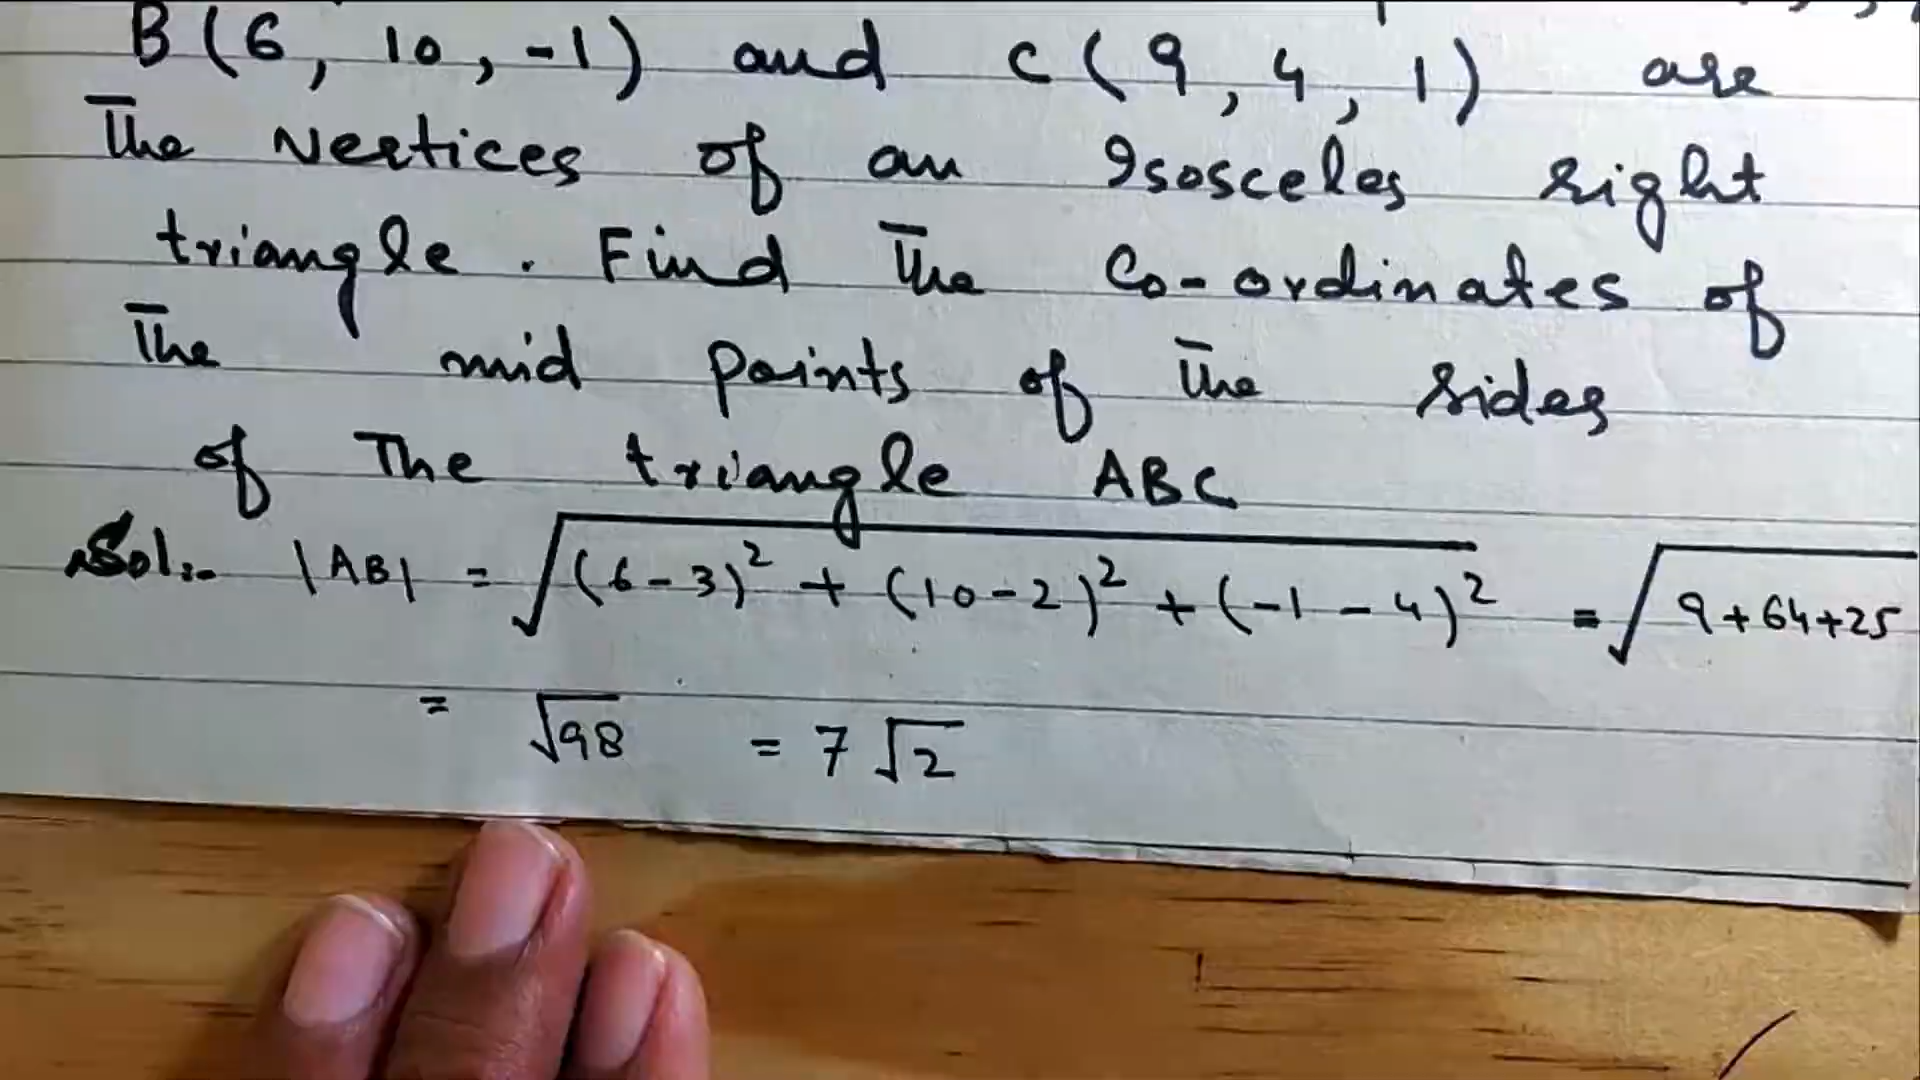 B(6, 10, -1) and C(9, 4, 1) are
The vertices of an Isosceles right
triangle. Find The Co-ordinates of
The mid points of The sides
of The triangle ABC
Sol:- |AB| = √(6-3)² + (10-2)² + (-1-4)² = √9+64+25
= √98 = 7√2